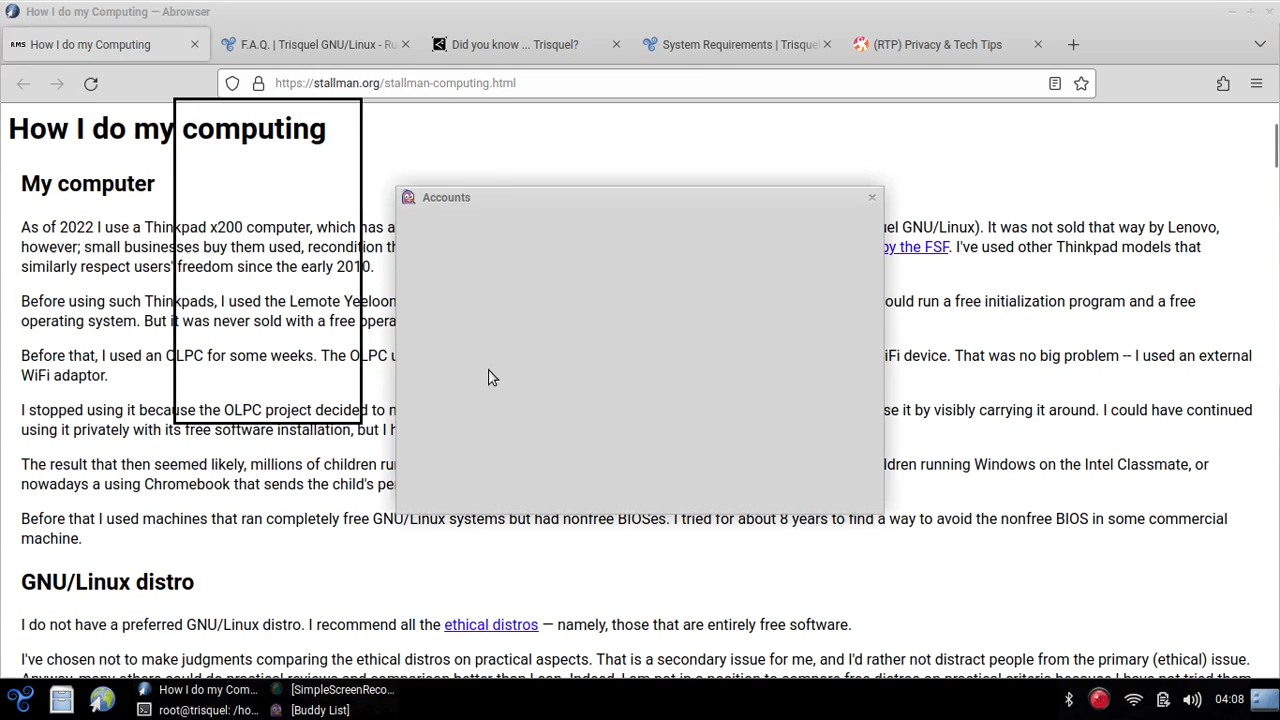 How I do my Computing — Abrowser
RMS How I do my Computing
F.A.Q. | Trisquel GNU/Linux - Ru
Did you know ... Trisquel?
System Requirements | Trisquel
(RTP) Privacy & Tech Tips
https://stallman.org/stallman-computing.html
How I do my computing
My computer
Accounts
As of 2022 I use a Thinkpad x200 computer, which has a uel GNU/Linux). It was not sold that way by Lenovo,
however; small businesses buy them used, recondition th by the FSF. I've used other Thinkpad models that
similarly respect users' freedom since the early 2010.
Before using such Thinkpads, I used the Lemote Yeeloon ould run a free initialization program and a free
operating system. But it was never sold with a free opera
Before that, I used an OLPC for some weeks. The OLPC u iFi device. That was no big problem -- I used an external
WiFi adaptor.
I stopped using it because the OLPC project decided to m se it by visibly carrying it around. I could have continued
using it privately with its free software installation, but I h
The result that then seemed likely, millions of children ru ldren running Windows on the Intel Classmate, or
nowadays a using Chromebook that sends the child's pe
Before that I used machines that ran completely free GNU/Linux systems but had nonfree BIOSes. I tried for about 8 years to find a way to avoid the nonfree BIOS in some commercial
machine.
GNU/Linux distro
I do not have a preferred GNU/Linux distro. I recommend all the ethical distros — namely, those that are entirely free software.
I've chosen not to make judgments comparing the ethical distros on practical aspects. That is a secondary issue for me, and I'd rather not distract people from the primary (ethical) issue.
How I do my Com...
[SimpleScreenReco...
root@trisquel: /ho...
[Buddy List]
04:08